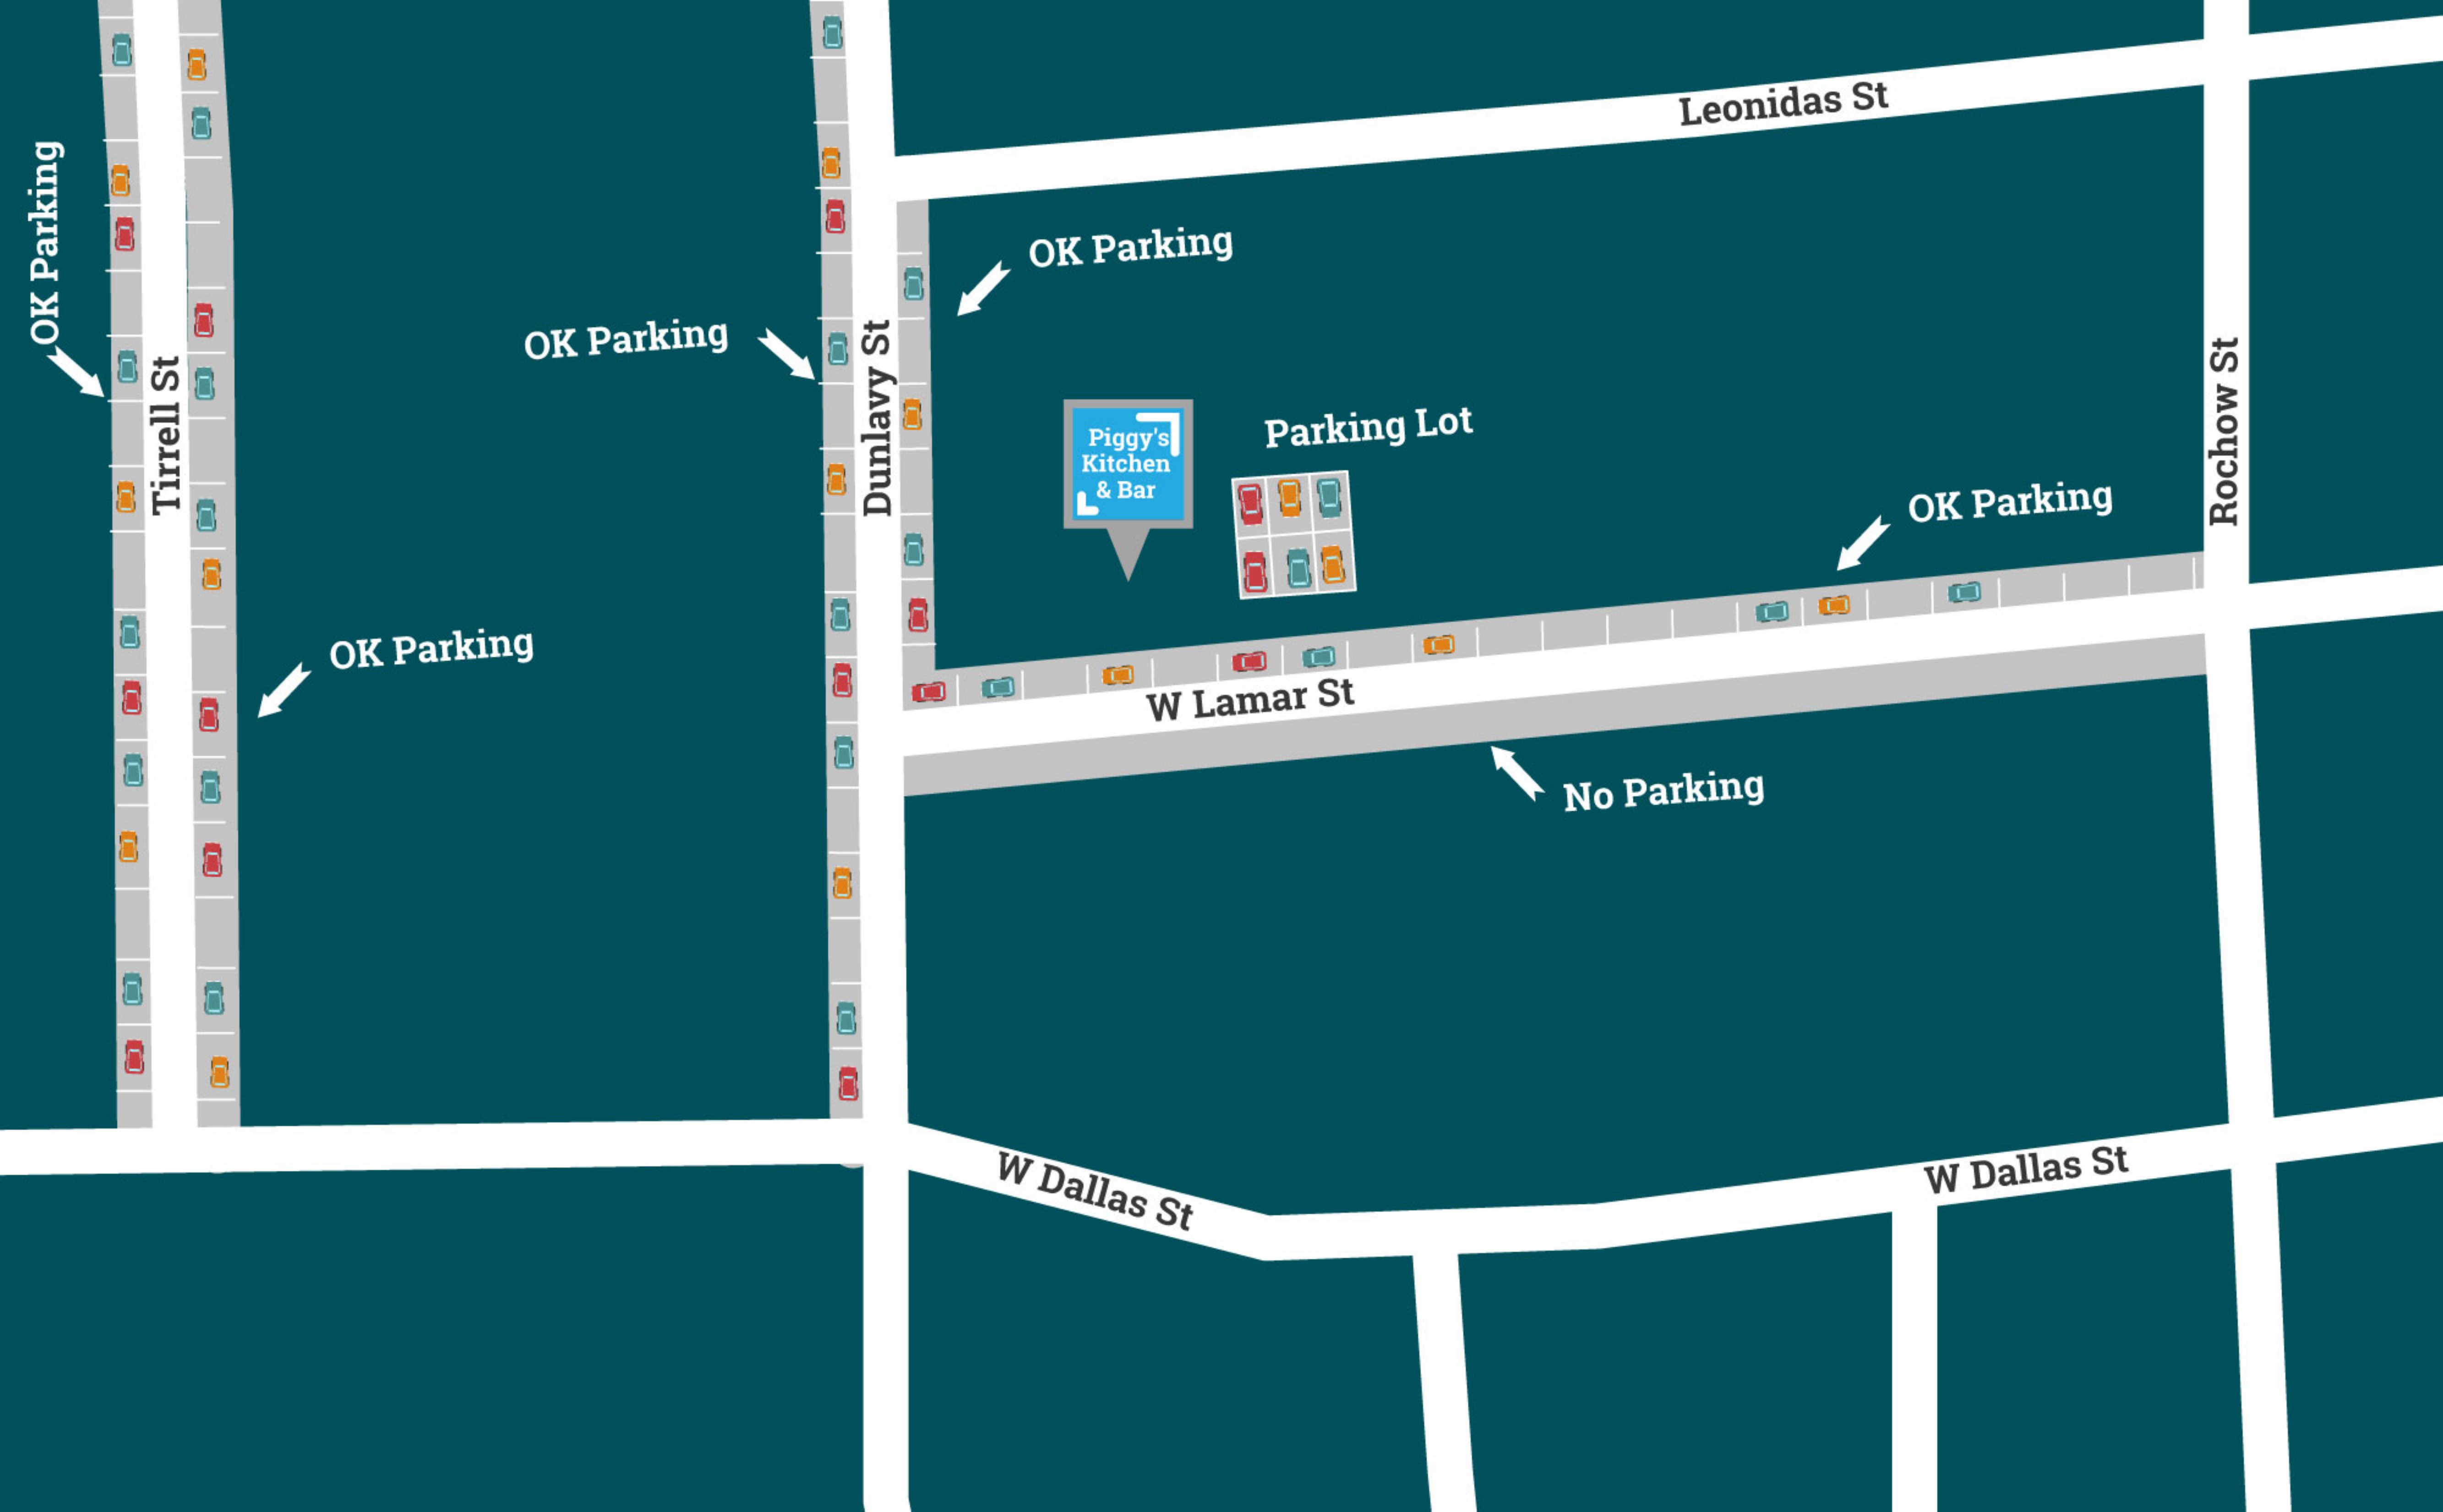 Leonidas St
OK Parking
OK Parking
OK Parking
Tirrell St
Dunlavy St
Rochow St
Piggy's
Kitchen
& Bar
Parking Lot
OK Parking
OK Parking
W Lamar St
No Parking
W Dallas St
W Dallas St